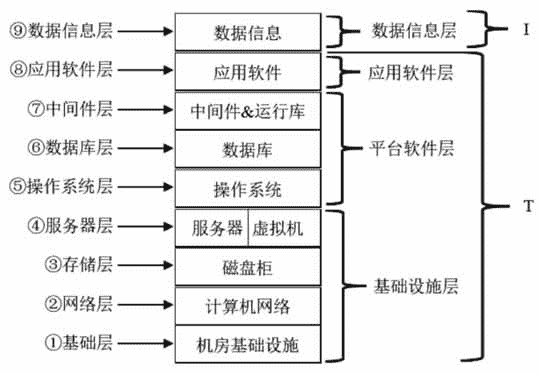 ⑨数据信息层 数据信息 数据信息层 I
⑧应用软件层 应用软件 应用软件层
⑦中间件层 中间件&运行库
⑥数据库层 数据库 平台软件层
⑤操作系统层 操作系统
T
④服务器层 服务器 虚拟机
③存储层 磁盘柜
基础设施层
②网络层 计算机网络
①基础层 机房基础设施